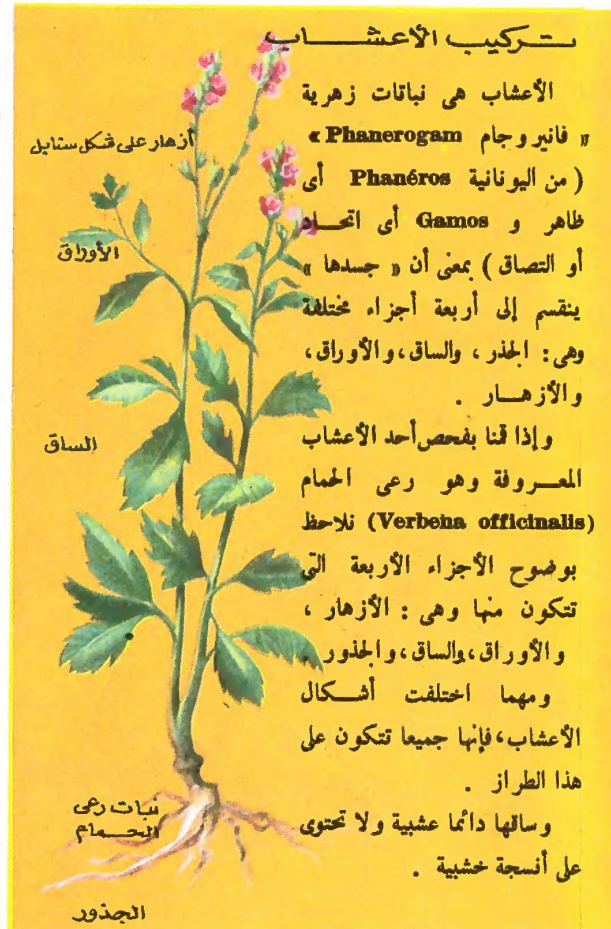 تركيب الأعشاب
الأعشاب هى نباتات زهرية
« فانيروجام Phanerogam »
( من اليونانية Phanéros أى
ظاهر و Gamos أى اتحاد
أو التصاق ) بمعنى أن « جسدها »
ينقسم إلى أربعة أجزاء مختلفة
وهى : الجذر ، والساق ، والأوراق ،
والأزهار .
وإذا قمنا بفحص أحد الأعشاب
المعروفة وهو رعى الحمام
(Verbena officinalis) نلاحظ
بوضوح الأجزاء الأربعة التى
تتكون منها وهى : الأزهار ،
والأوراق ، والساق ، والجذور .
ومهما اختلفت أشكال
الأعشاب ، فإنها جميعا تتكون على
هذا الطراز .
وساقها دائما عشبية ولا تحتوى
على أنسجة خشبية .
أزهار على شكل سنابل
الأوراق
الساق
نبات رعى
الحمام
الجذور